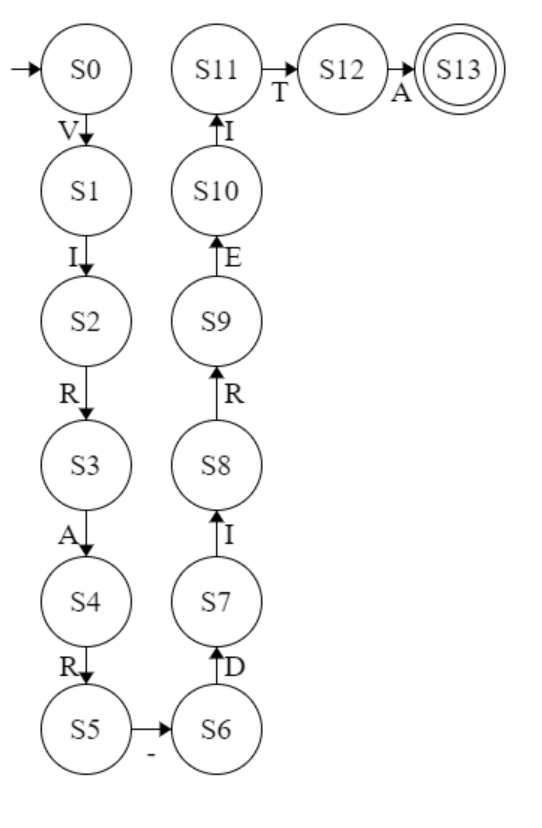 S0 S11 S12 S13
V I T A
S1 S10
I E
S2 S9
R R
S3 S8
A I
S4 S7
R D
S5 S6
-